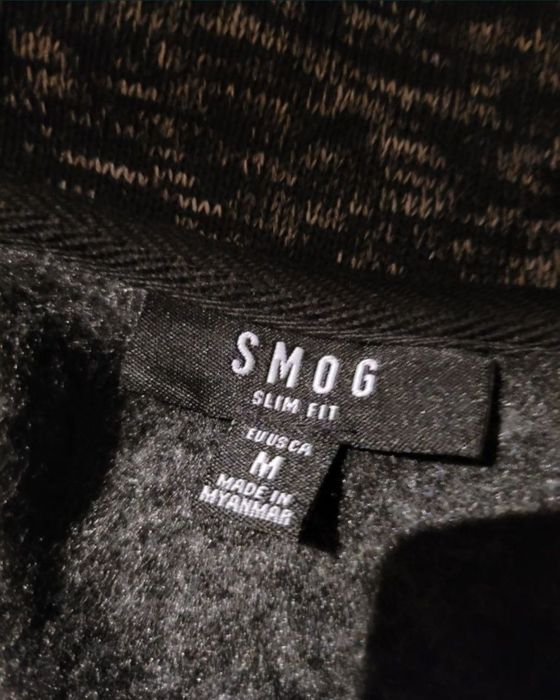 SMOG
SLIM FIT
EU US CA
M
MADE IN
MYANMAR